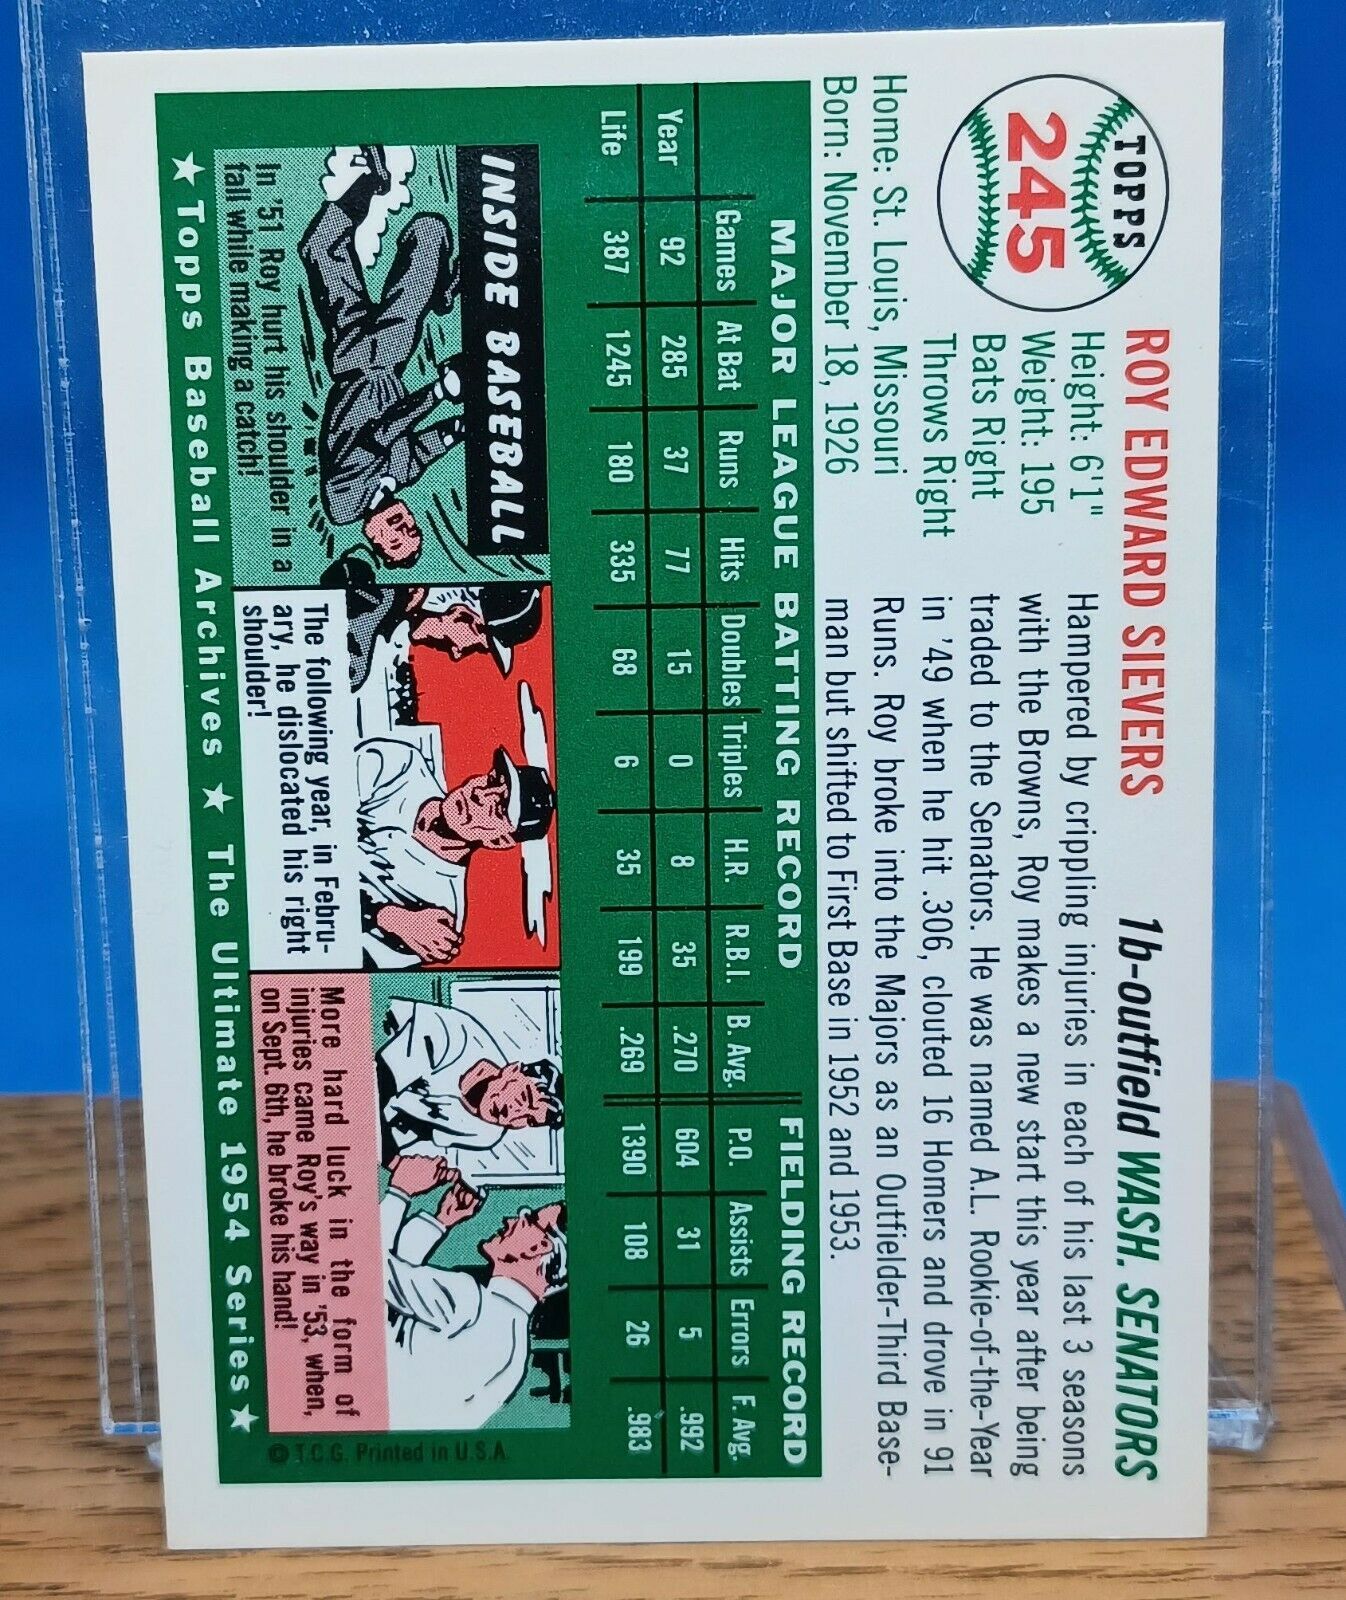 TOPPS
245
ROY EDWARD SIEVERS 1b-outfield WASH. SENATORS
Height: 6'1"
Weight: 195
Bats Right
Throws Right
Home: St. Louis, Missouri
Born: November 18, 1926
Hampered by crippling injuries in each of his last 3 seasons
with the Browns, Roy makes a new start this year after being
traded to the Senators. He was named A.L. Rookie-of-the-Year
in '49 when he hit .306, clouted 16 Homers and drove in 91
Runs. Roy broke into the Majors as an Outfielder-Third Base-
man but shifted to First Base in 1952 and 1953.
MAJOR LEAGUE BATTING RECORD FIELDING RECORD
Games At Bat Runs Hits Doubles Triples H.R. R.B.I. B. Avg. P.O. Assists Errors F. Avg.
Year 92 285 37 77 15 0 8 35 .270 604 31 5 .992
Life 387 1245 180 335 68 6 35 199 .269 1390 108 26 .983
INSIDE BASEBALL
In '51 Roy hurt his shoulder in a
fall while making a catch!
The following year, in Febru-
ary, he dislocated his right
shoulder!
More hard luck in the form of
injuries came Roy's way in '53, when,
on Sept. 6th, he broke his hand!
© T.C.G. Printed in U.S.A.
★ Topps Baseball Archives ★ The Ultimate 1954 Series ★